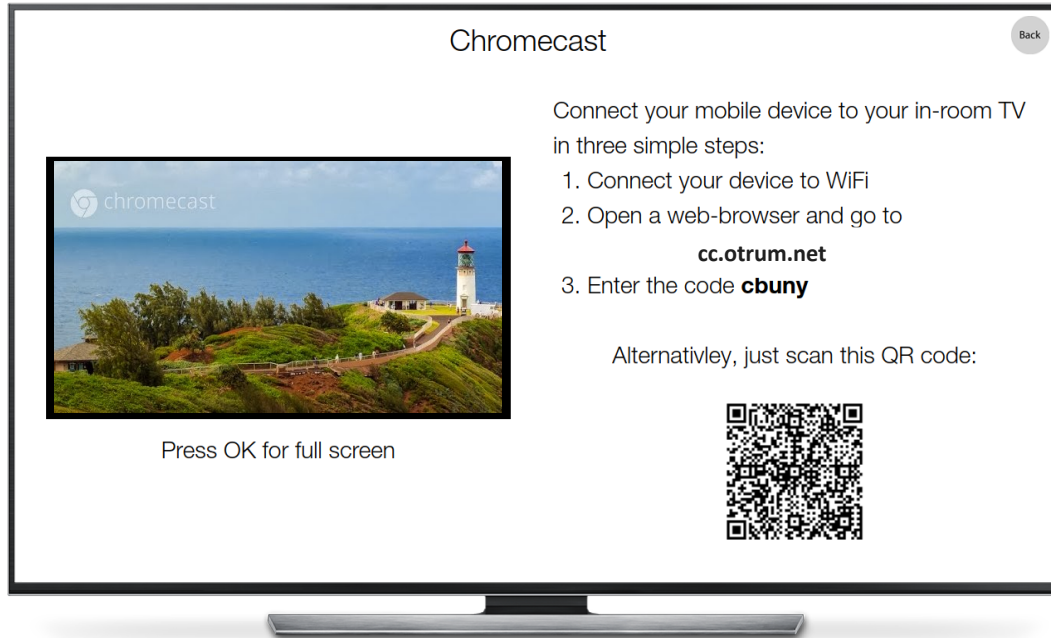 Chromecast
Back
chromecast
Press OK for full screen
Connect your mobile device to your in-room TV
in three simple steps:
1. Connect your device to WiFi
2. Open a web-browser and go to
cc.otrum.net
3. Enter the code cbuny
Alternativley, just scan this QR code: